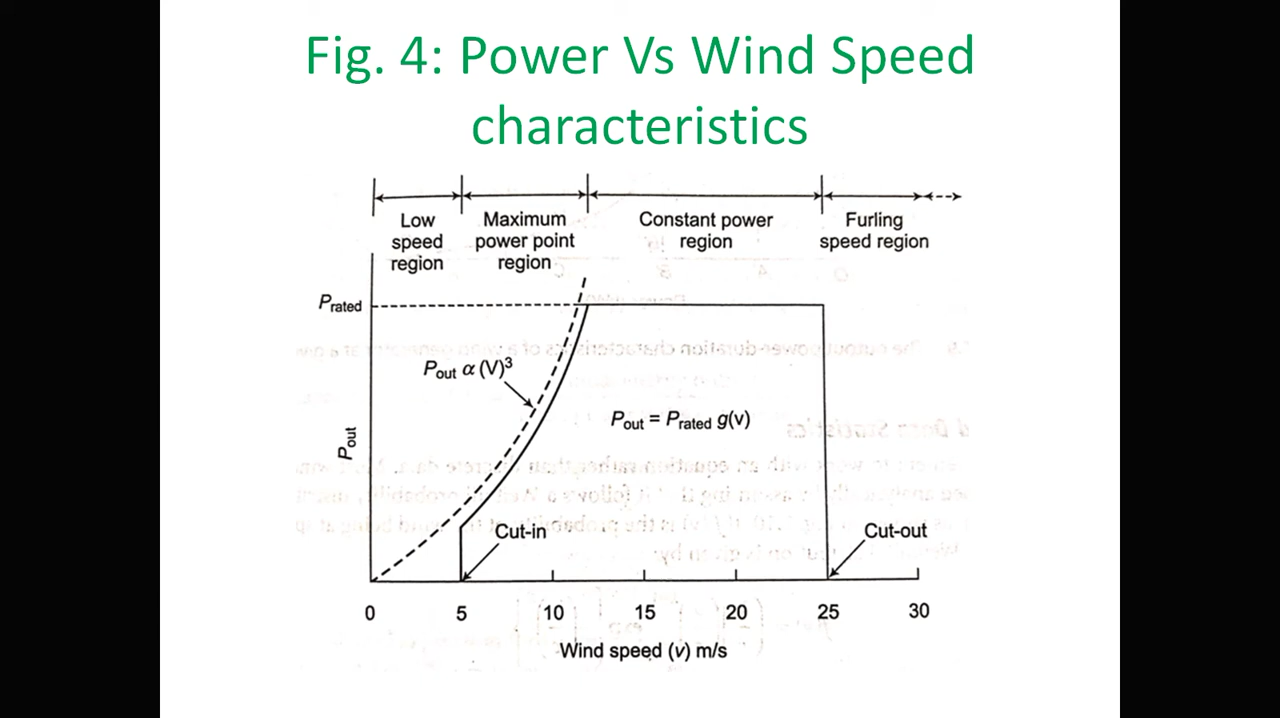 Fig. 4: Power Vs Wind Speed
characteristics
Low
speed
region
Maximum
power point
region
Constant power
region
Furling
speed region
Prated
Pout α (V)³
Pout = Prated g(v)
Pout
Cut-in
Cut-out
0 5 10 15 20 25 30
Wind speed (v) m/s